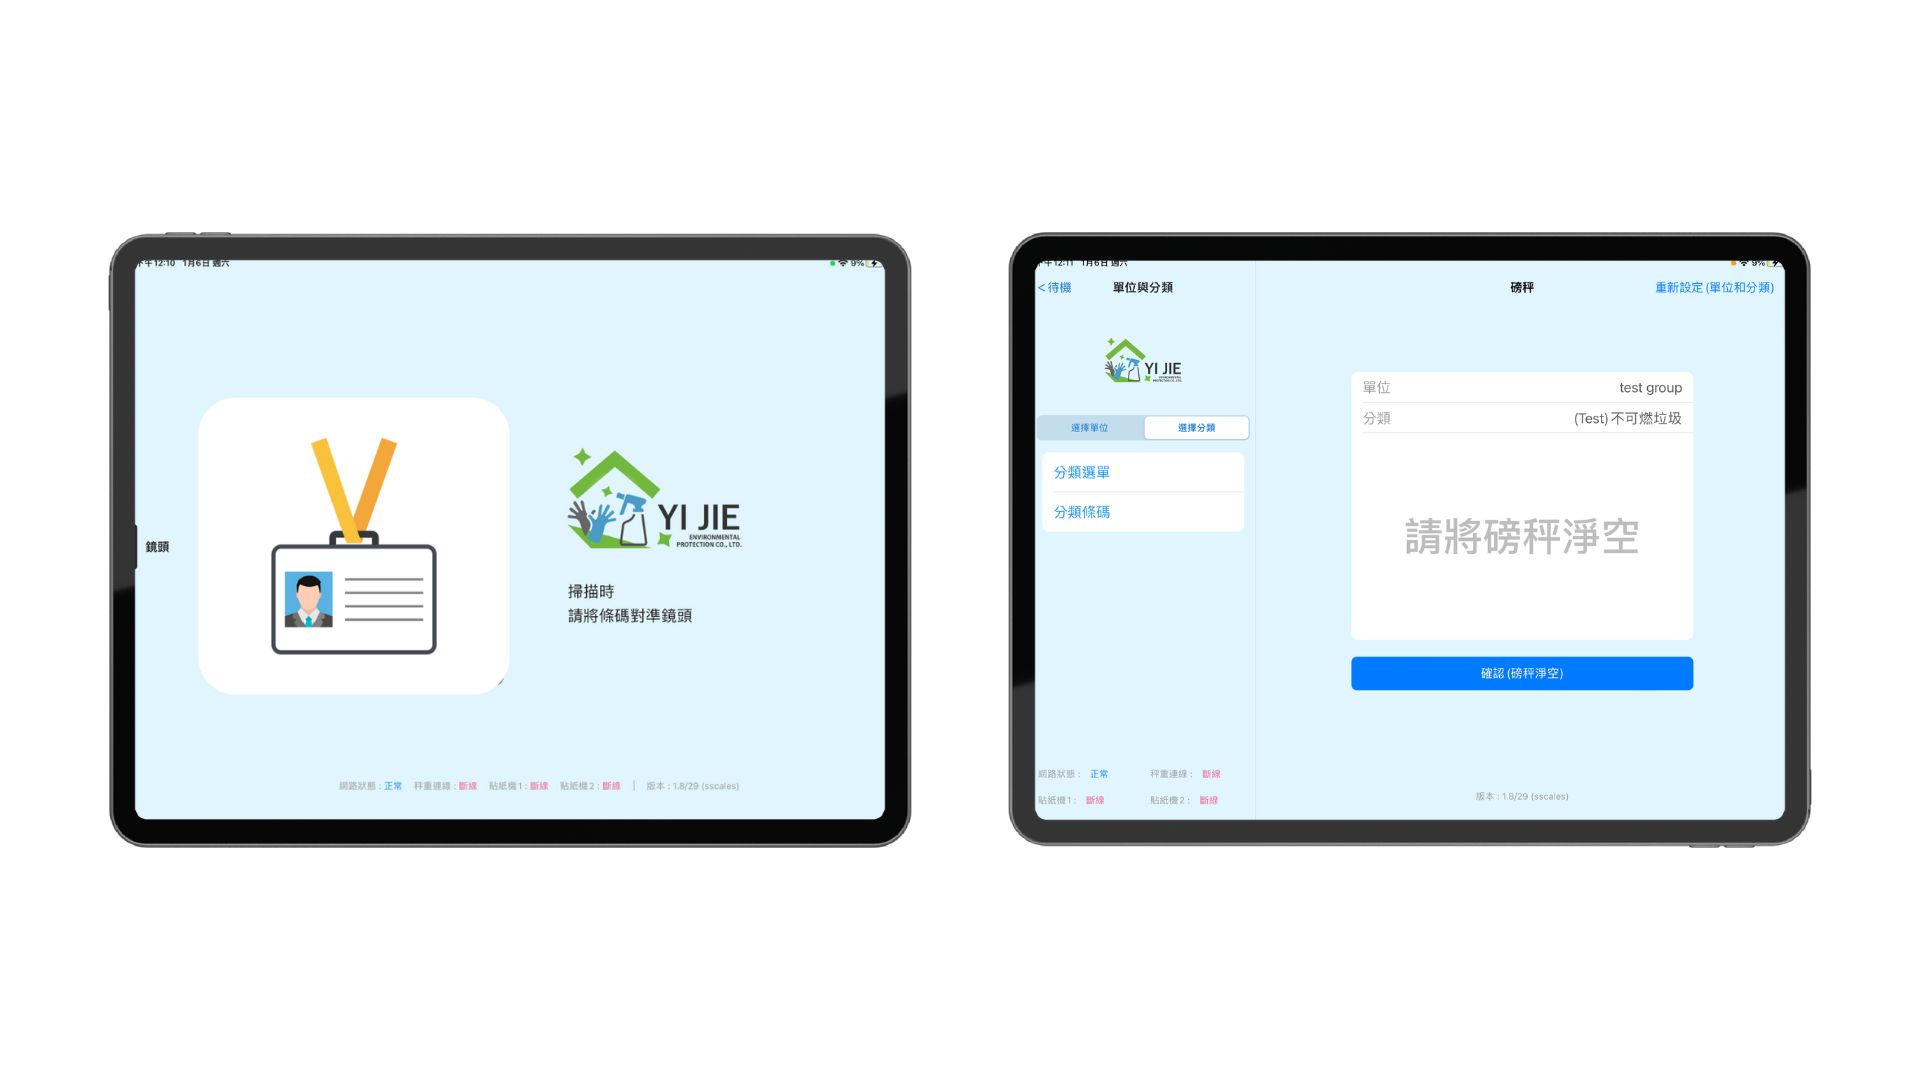 下午12:10 1月6日 週六
9%
鏡頭
YI JIE
ENVIRONMENTAL
PROTECTION CO., LTD.
掃描時
請將條碼對準鏡頭
網路狀態 : 正常 秤重連線 : 斷線 貼紙機1 : 斷線 貼紙機2 : 斷線 | 版本 : 1.8/29 (sscales)
下午12:11 1月6日 週六
9%
< 待機
單位與分類
磅秤
重新設定 (單位和分類)
YI JIE
ENVIRONMENTAL
PROTECTION CO., LTD.
選擇單位
選擇分類
分類選單
分類條碼
單位 test group
分類 (Test) 不可燃垃圾
請將磅秤淨空
確認 (磅秤淨空)
網路狀態 : 正常 秤重連線 : 斷線
貼紙機1 : 斷線 貼紙機2 : 斷線
版本 : 1.8/29 (sscales)